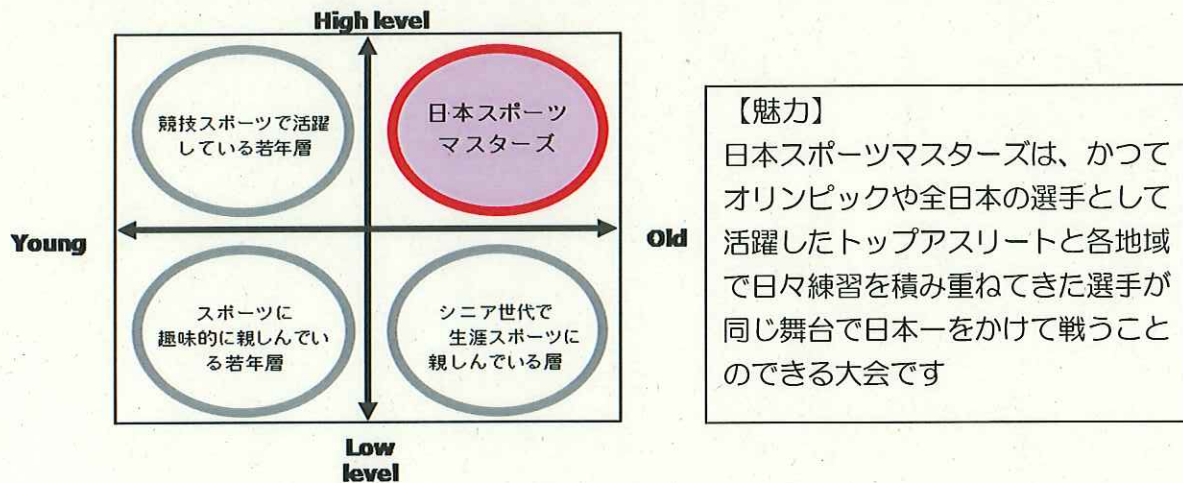 High level
競技スポーツで活躍
している若年層
日本スポーツ
マスターズ
Young
Old
スポーツに
趣味的に親しんでい
る若年層
シニア世代で
生涯スポーツに
親しんでいる層
Low
level
【魅力】
日本スポーツマスターズは、かつて
オリンピックや全日本の選手として
活躍したトップアスリートと各地域
で日々練習を積み重ねてきた選手が
同じ舞台で日本一をかけて戦うこと
のできる大会です